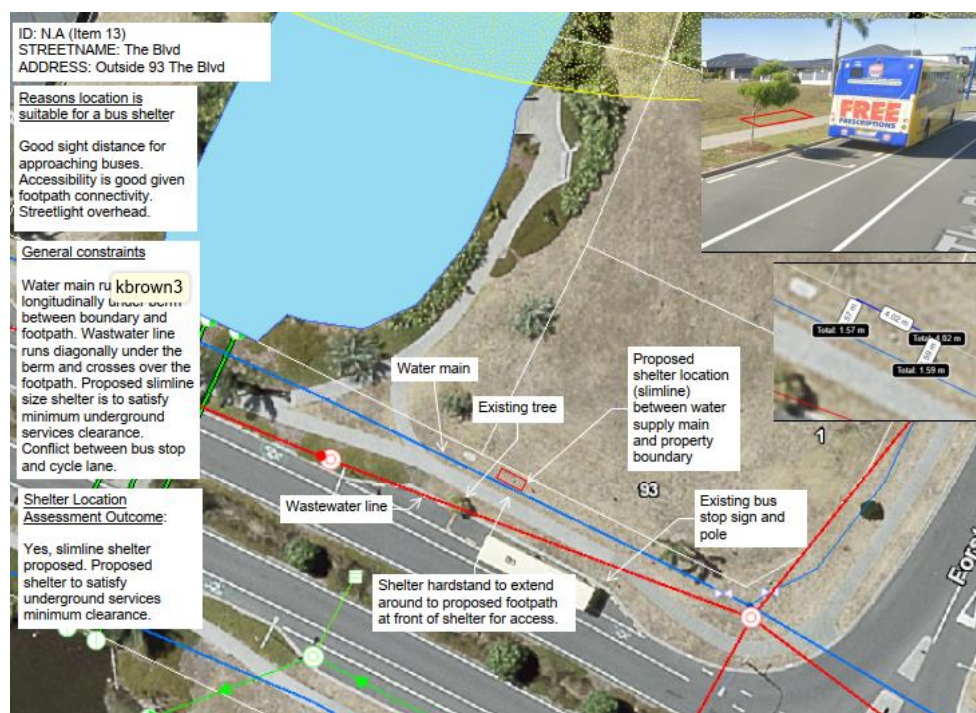 ID: N.A (Item 13)
STREETNAME: The Blvd
ADDRESS: Outside 93 The Blvd
Reasons location is
suitable for a bus shelter
Good sight distance for
approaching buses.
Accessibility is good given
footpath connectivity.
Streetlight overhead.
General constraints
Water main ru
kbrown3
longitudinally under berm
between boundary and
footpath. Wastwater line
runs diagonally under the
berm and crosses over the
footpath. Proposed slimline
size shelter is to satisfy
minimum underground
services clearance.
Conflict between bus stop
and cycle lane.
Shelter Location
Assessment Outcome:
Yes, slimline shelter
proposed. Proposed
shelter to satisfy
underground services
minimum clearance.
Water main
Existing tree
Wastewater line
Proposed
shelter location
(slimline)
between water
supply main
and property
boundary
Existing bus
stop sign and
pole
Shelter hardstand to extend
around to proposed footpath
at front of shelter for access.
93
1
FREE
PRESCRIPTIONS
4.02 m
Total: 1.57 m
Total: 4.02 m
Total: 1.59 m